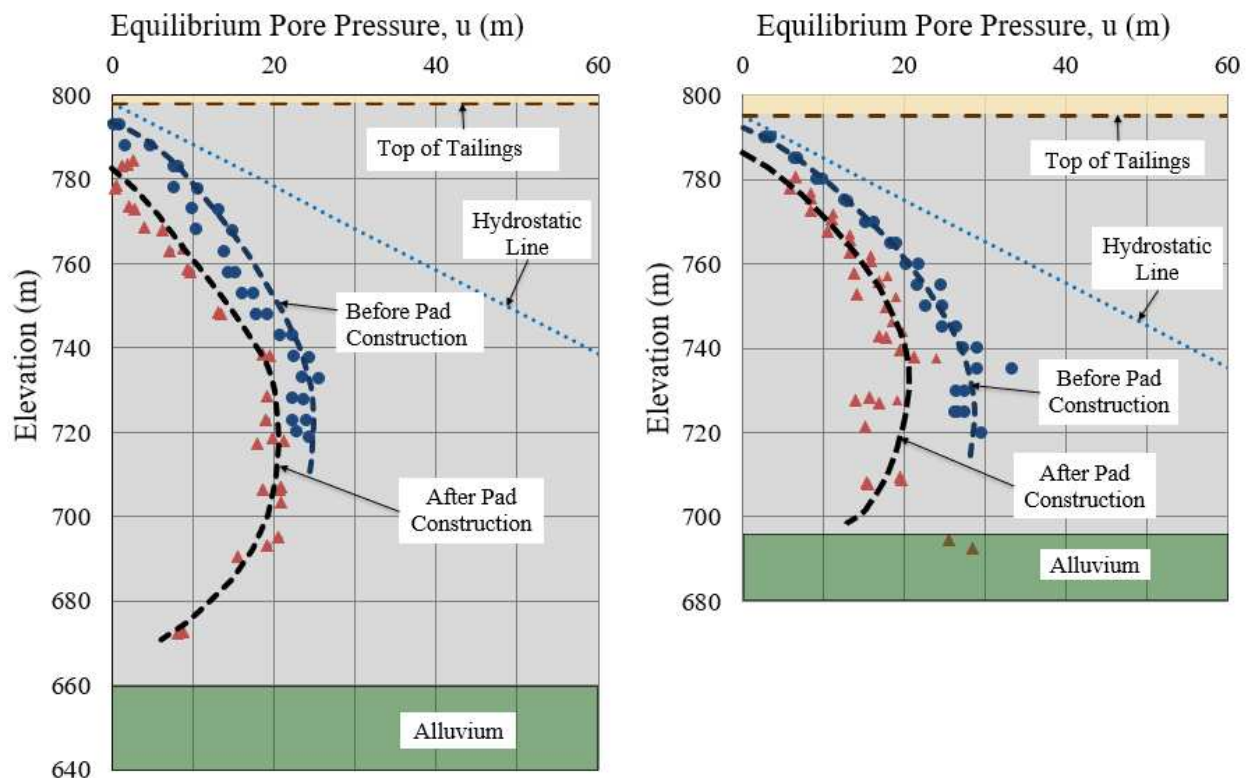 Equilibrium Pore Pressure, u (m)
0 20 40 60
800
780
760
740
720
700
680
660
640
Elevation (m)
Top of Tailings
Hydrostatic
Line
Before Pad
Construction
After Pad
Construction
Alluvium
Equilibrium Pore Pressure, u (m)
0 20 40 60
800
780
760
740
720
700
680
Elevation (m)
Top of Tailings
Hydrostatic
Line
Before Pad
Construction
After Pad
Construction
Alluvium